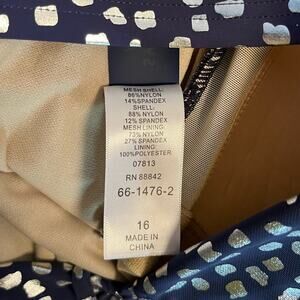 MESH SHELL:
86%NYLON
14%SPANDEX
SHELL:
88%NYLON
12%SPANDEX
MESH LINING:
73%NYLON
27%SPANDEX
LINING:
100%POLYESTER
07813
RN 88842
66-1476-2
16
MADE IN
CHINA